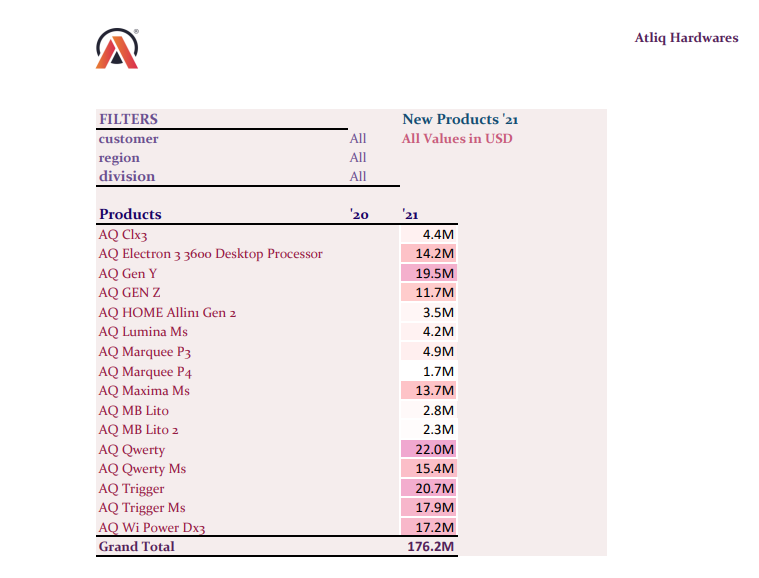 Atliq Hardwares
FILTERS New Products '21
customer All All Values in USD
region All
division All
Products '20 '21
AQ Clx3 4.4M
AQ Electron 3 3600 Desktop Processor 14.2M
AQ Gen Y 19.5M
AQ GEN Z 11.7M
AQ HOME Allin1 Gen 2 3.5M
AQ Lumina Ms 4.2M
AQ Marquee P3 4.9M
AQ Marquee P4 1.7M
AQ Maxima Ms 13.7M
AQ MB Lito 2.8M
AQ MB Lito 2 2.3M
AQ Qwerty 22.0M
AQ Qwerty Ms 15.4M
AQ Trigger 20.7M
AQ Trigger Ms 17.9M
AQ Wi Power Dx3 17.2M
Grand Total 176.2M